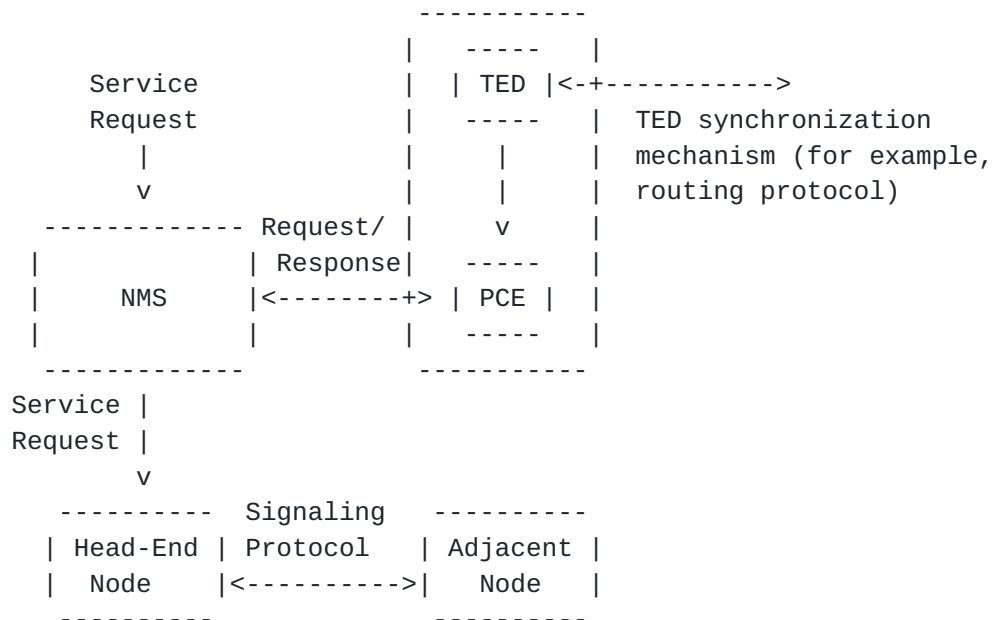 TED
Service
Request
TED synchronization
mechanism (for example,
routing protocol)
Request/
Response
NMS
PCE
Service
Request
Signaling
Head-End Protocol Adjacent
Node Node